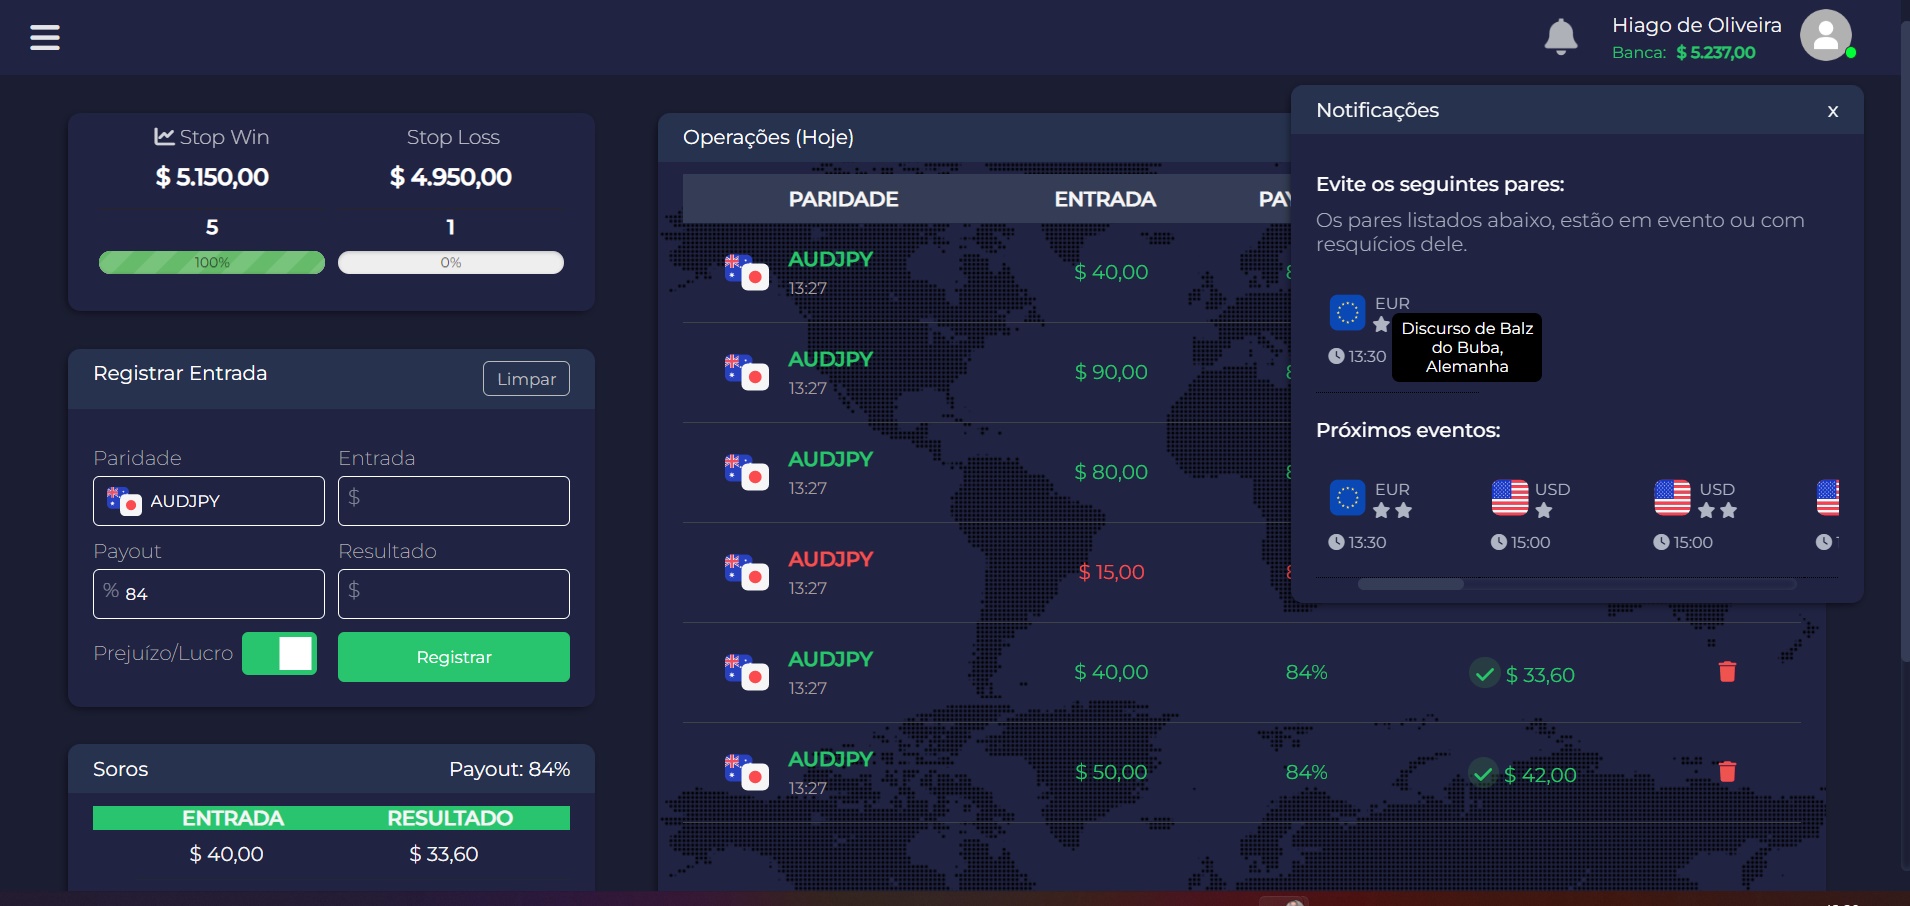 Hiago de Oliveira
Banca: $ 5.237,00
Stop Win
Stop Loss
$ 5.150,00
$ 4.950,00
5
1
100%
0%
Registrar Entrada
Limpar
Paridade
Entrada
AUDJPY
$
Payout
Resultado
% 84
$
Prejuízo/Lucro
Registrar
Soros
Payout: 84%
ENTRADA
RESULTADO
$ 40,00
$ 33,60
Operações (Hoje)
PARIDADE
ENTRADA
AUDJPY
13:27
$ 40,00
AUDJPY
13:27
$ 90,00
AUDJPY
13:27
$ 80,00
AUDJPY
13:27
$ 15,00
AUDJPY
13:27
$ 40,00
84%
$ 33,60
AUDJPY
13:27
$ 50,00
84%
$ 42,00
Notificações
x
Evite os seguintes pares:
Os pares listados abaixo, estão em evento ou com
resquícios dele.
EUR
13:30
Discurso de Balz
do Buba,
Alemanha
Próximos eventos:
EUR
13:30
USD
15:00
USD
15:00